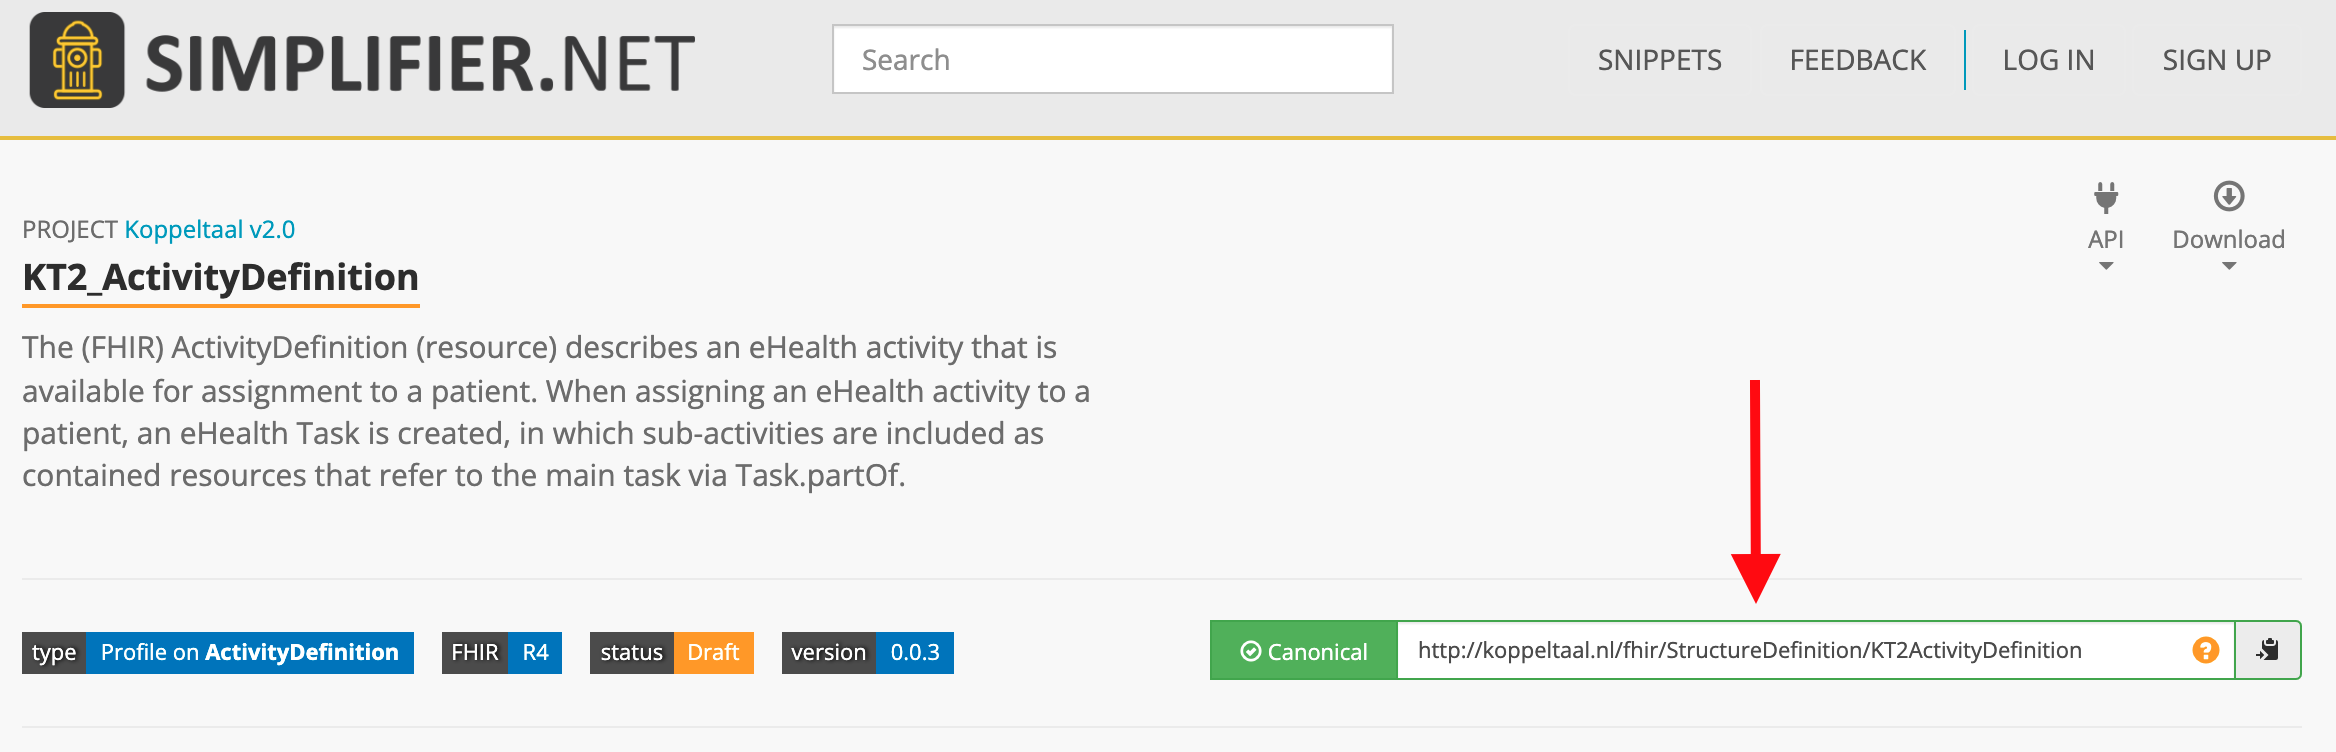 SIMPLIFIER.NET
Search
SNIPPETS
FEEDBACK
LOG IN
SIGN UP
API
Download
PROJECT Koppeltaal v2.0
KT2_ActivityDefinition
The (FHIR) ActivityDefinition (resource) describes an eHealth activity that is
available for assignment to a patient. When assigning an eHealth activity to a
patient, an eHealth Task is created, in which sub-activities are included as
contained resources that refer to the main task via Task.partOf.
type Profile on ActivityDefinition
FHIR R4
status Draft
version 0.0.3
Canonical http://koppeltaal.nl/fhir/StructureDefinition/KT2ActivityDefinition ?